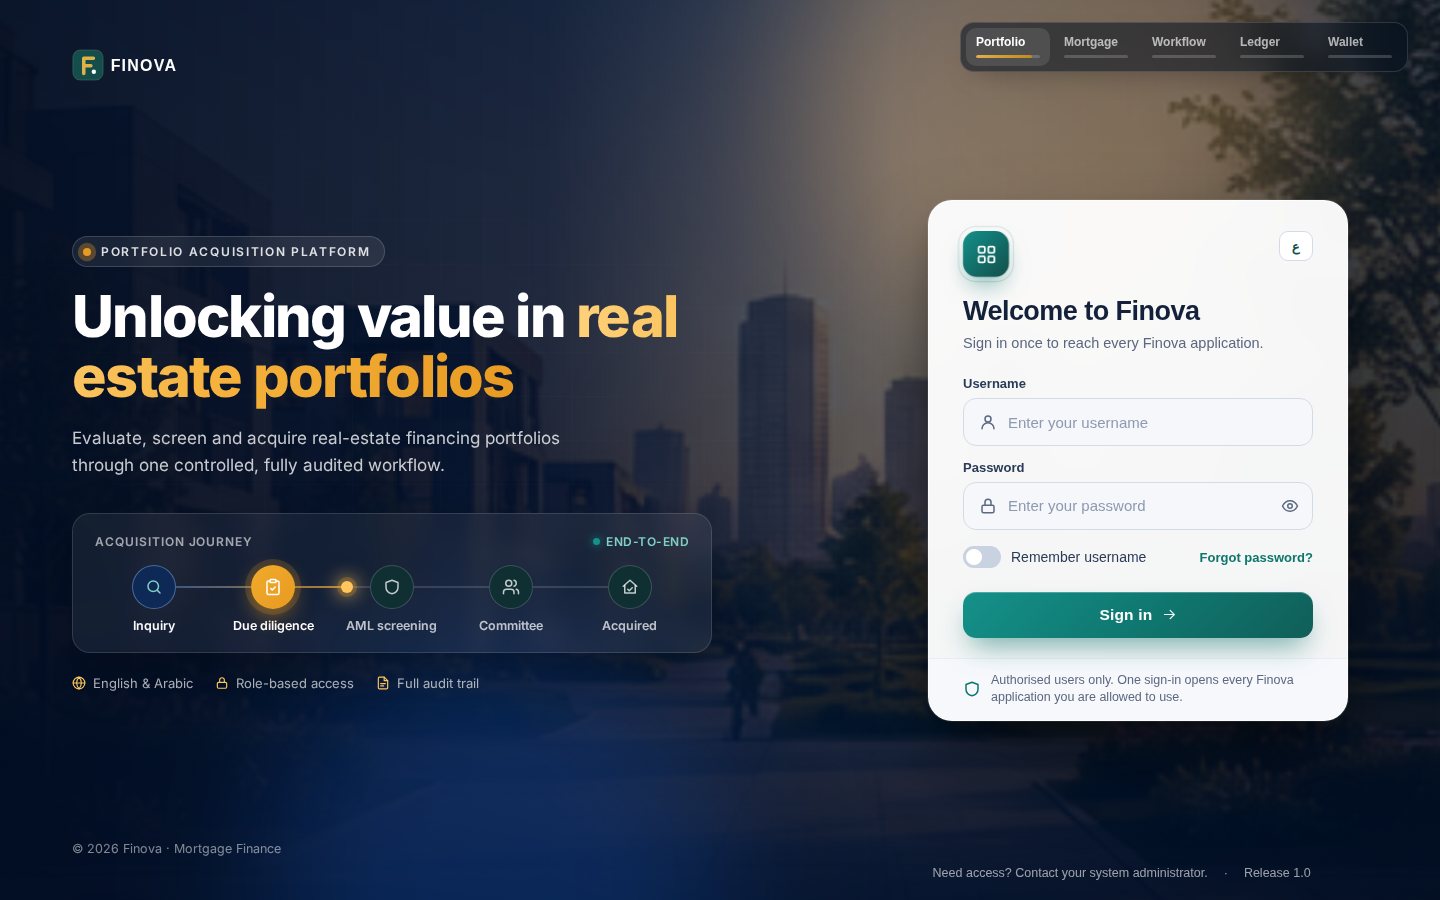 FINOVA
Portfolio
Mortgage
Workflow
Ledger
Wallet
PORTFOLIO ACQUISITION PLATFORM
Unlocking value in real
estate portfolios
Evaluate, screen and acquire real-estate financing portfolios
through one controlled, fully audited workflow.
ACQUISITION JOURNEY
END-TO-END
Inquiry
Due diligence
AML screening
Committee
Acquired
English & Arabic
Role-based access
Full audit trail
© 2026 Finova · Mortgage Finance
ع
Welcome to Finova
Sign in once to reach every Finova application.
Username
Enter your username
Password
Enter your password
Remember username
Forgot password?
Sign in →
Authorised users only. One sign-in opens every Finova
application you are allowed to use.
Need access? Contact your system administrator. · Release 1.0